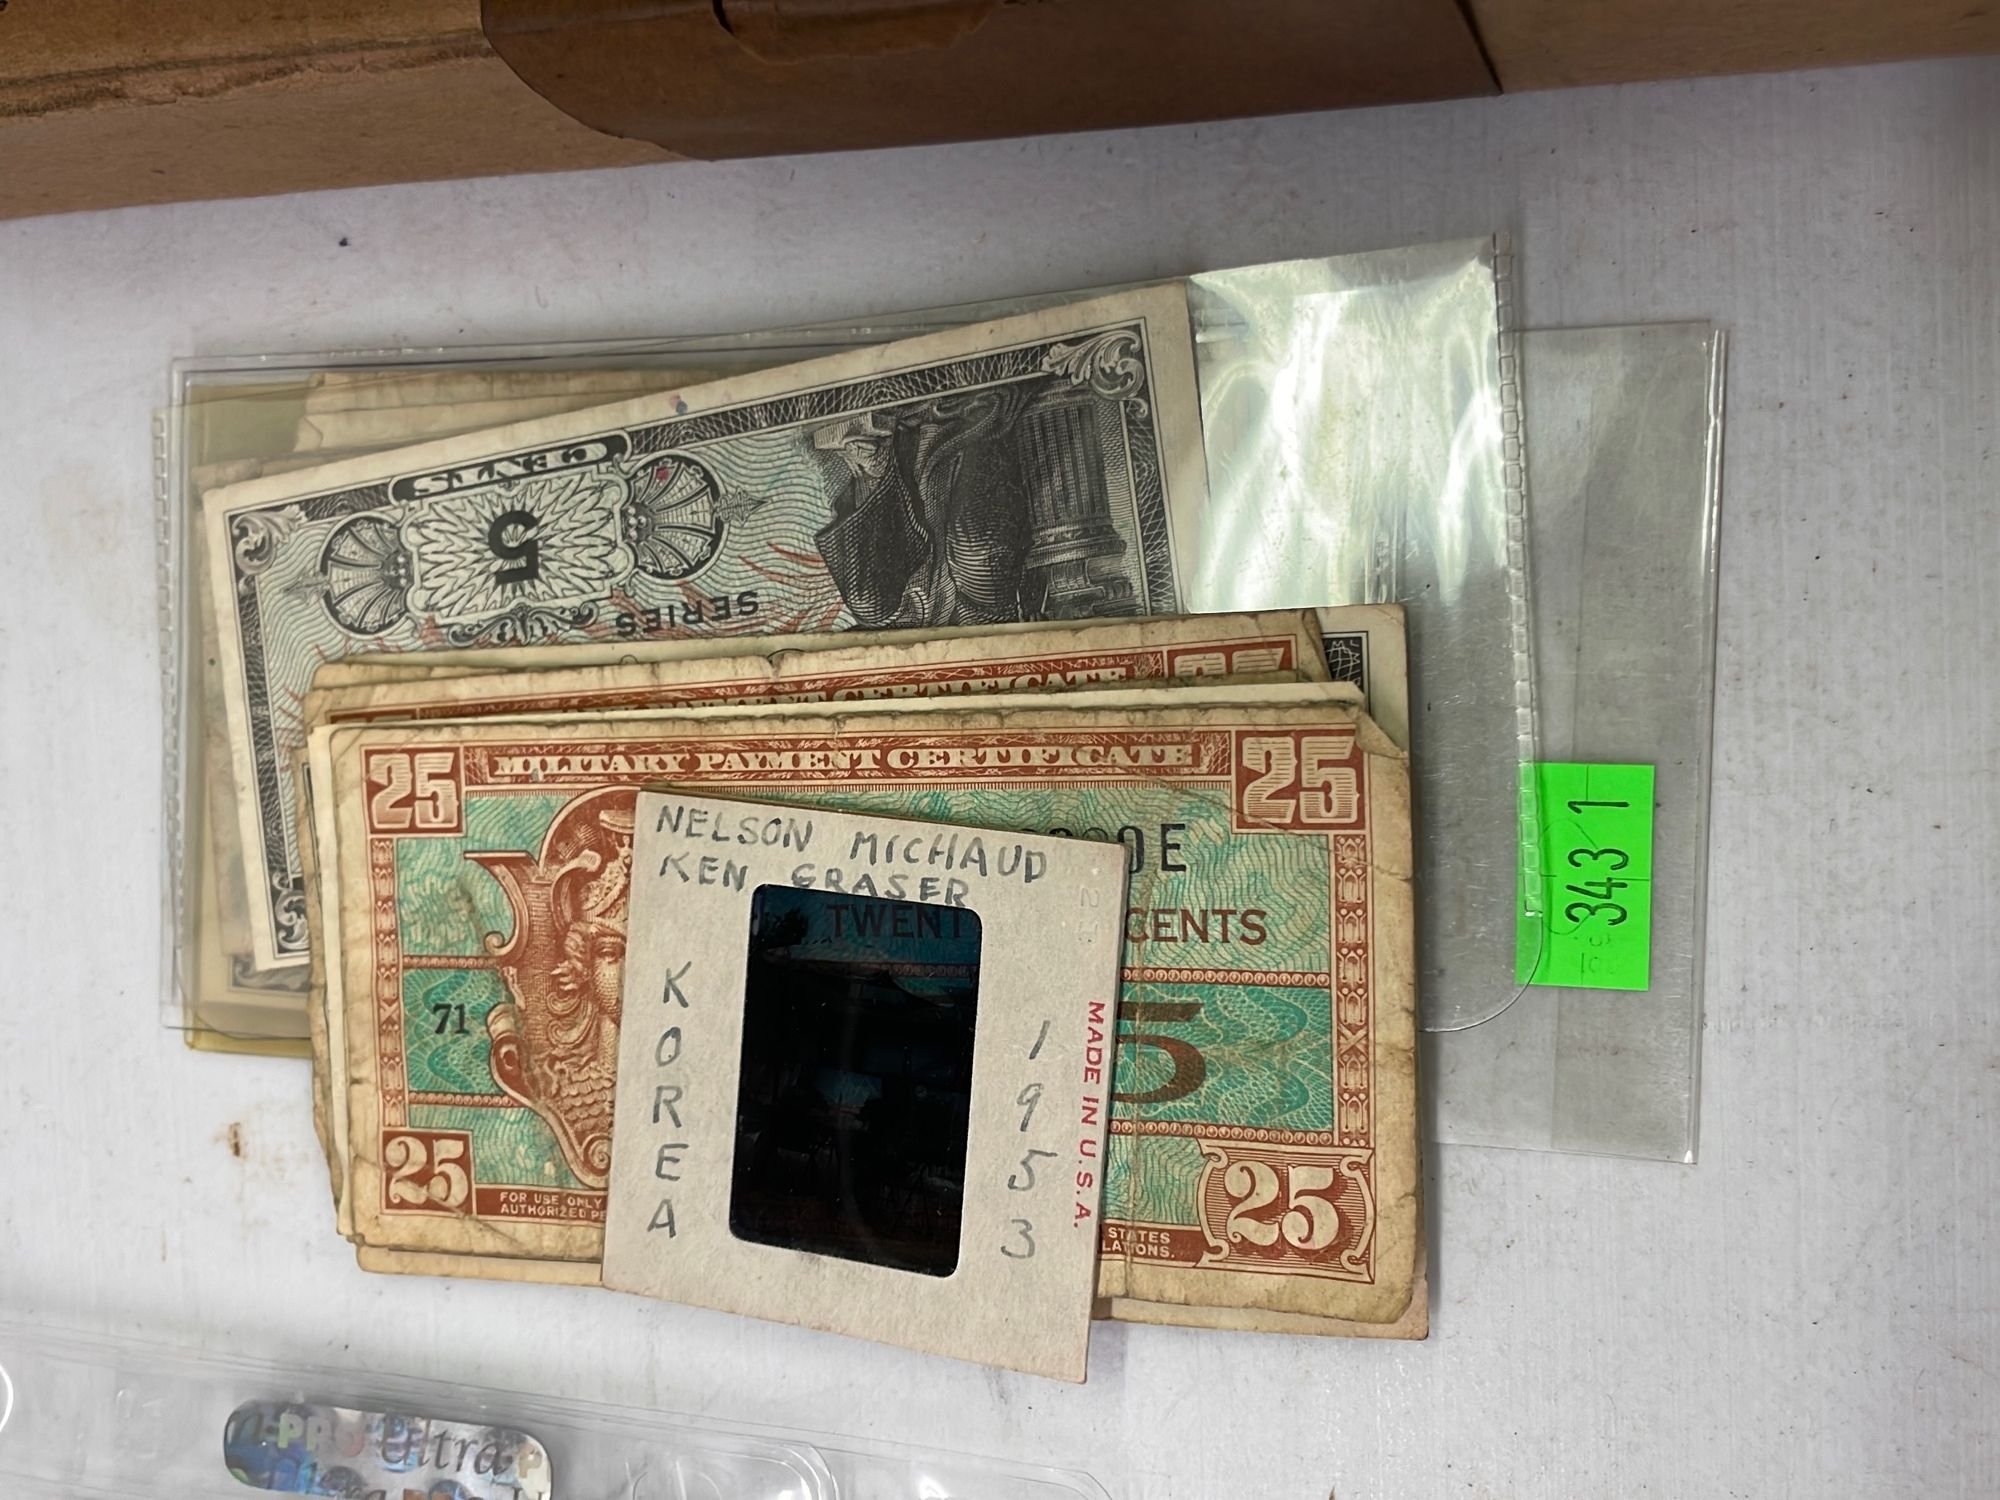 CENTS
5
SERIES
25 MILITARY PAYMENT CERTIFICATE 25
E
CENTS
71
25
FOR USE ONLY
AUTHORIZED
STATES
25
NELSON MICHAUD
KEN GRASER
TWENT
KOREA
1953
MADE IN U.S.A.
343 1
PRO Ultra P